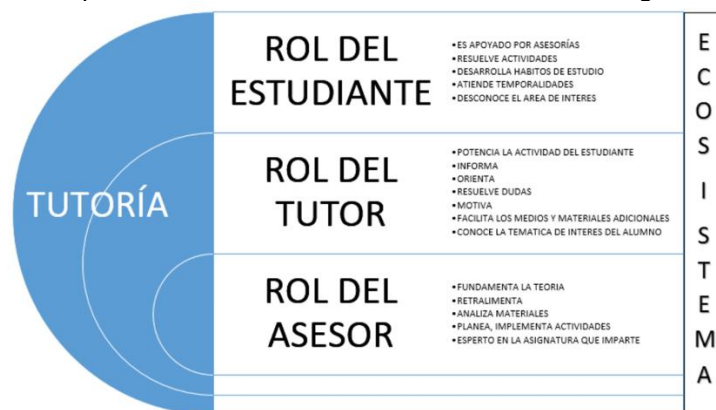 TUTORÍA
ROL DEL
ESTUDIANTE
• ES APOYADO POR ASESORÍAS
• RESUELVE ACTIVIDADES
• DESARROLLA HABITOS DE ESTUDIO
• ATIENDE TEMPORALIDADES
• DESCONOCE EL AREA DE INTERES
ROL DEL
TUTOR
• POTENCIA LA ACTIVIDAD DEL ESTUDIANTE
• INFORMA
• ORIENTA
• RESUELVE DUDAS
• MOTIVA
• FACILITA LOS MEDIOS Y MATERIALES ADICIONALES
• CONOCE LA TEMATICA DE INTERES DEL ALUMNO
ROL DEL
ASESOR
• FUNDAMENTA LA TEORIA
• RETRALIMENTA
• ANALIZA MATERIALES
• PLANEA, IMPLEMENTA ACTIVIDADES
• ESPERTO EN LA ASIGNATURA QUE IMPARTE
E
C
O
S
I
S
T
E
M
A